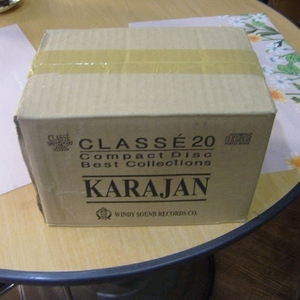 CLASSÉ 20
Compact Disc
Best Collections
KARAJAN
WINDY SOUND RECORDS CO.